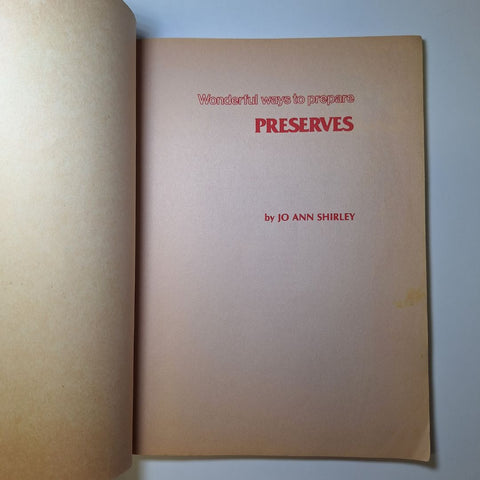 Wonderful ways to prepare
PRESERVES
by JO ANN SHIRLEY